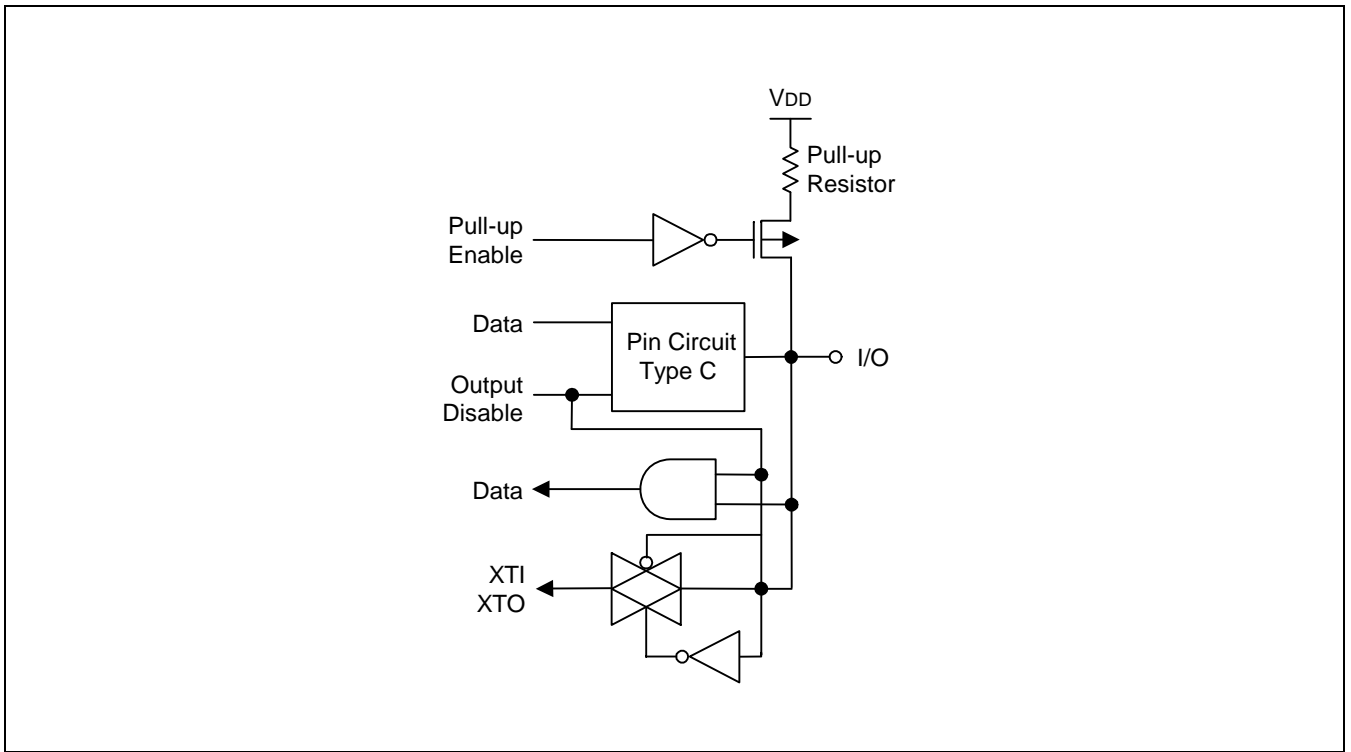 VDD
Pull-up
Resistor
Pull-up
Enable
Data
Pin Circuit
Type C
I/O
Output
Disable
Data
XTI
XTO